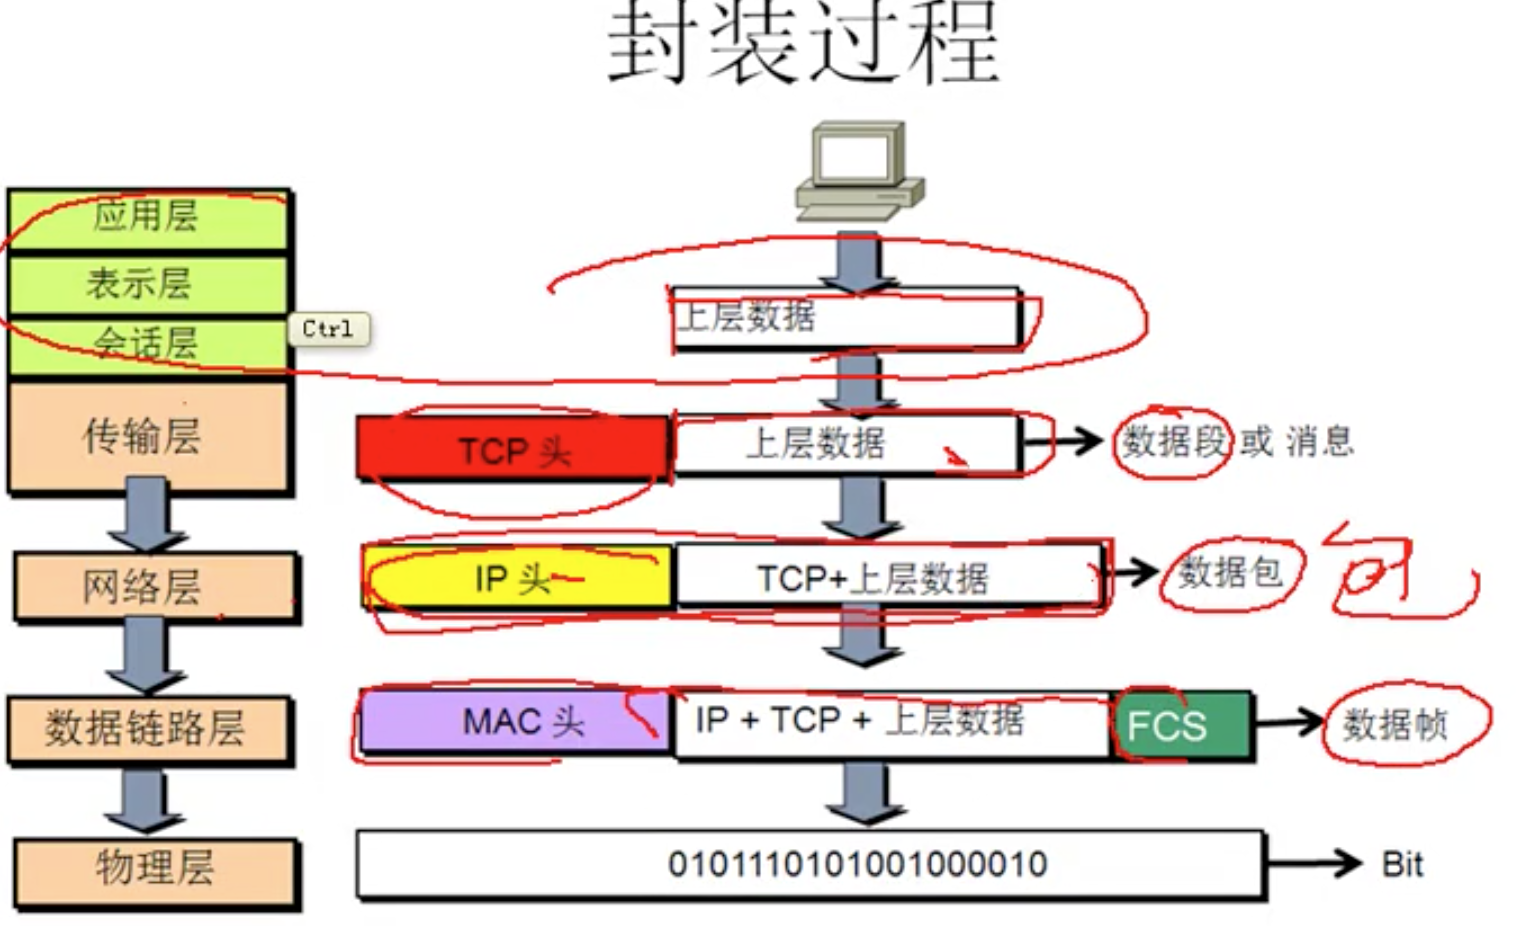 封装过程
应用层
表示层
会话层
Ctrl
上层数据
传输层
TCP 头
上层数据
数据段 或 消息
网络层
IP 头
TCP+上层数据
数据包
包
数据链路层
MAC 头
IP + TCP + 上层数据
FCS
数据帧
物理层
0101110101001000010
Bit